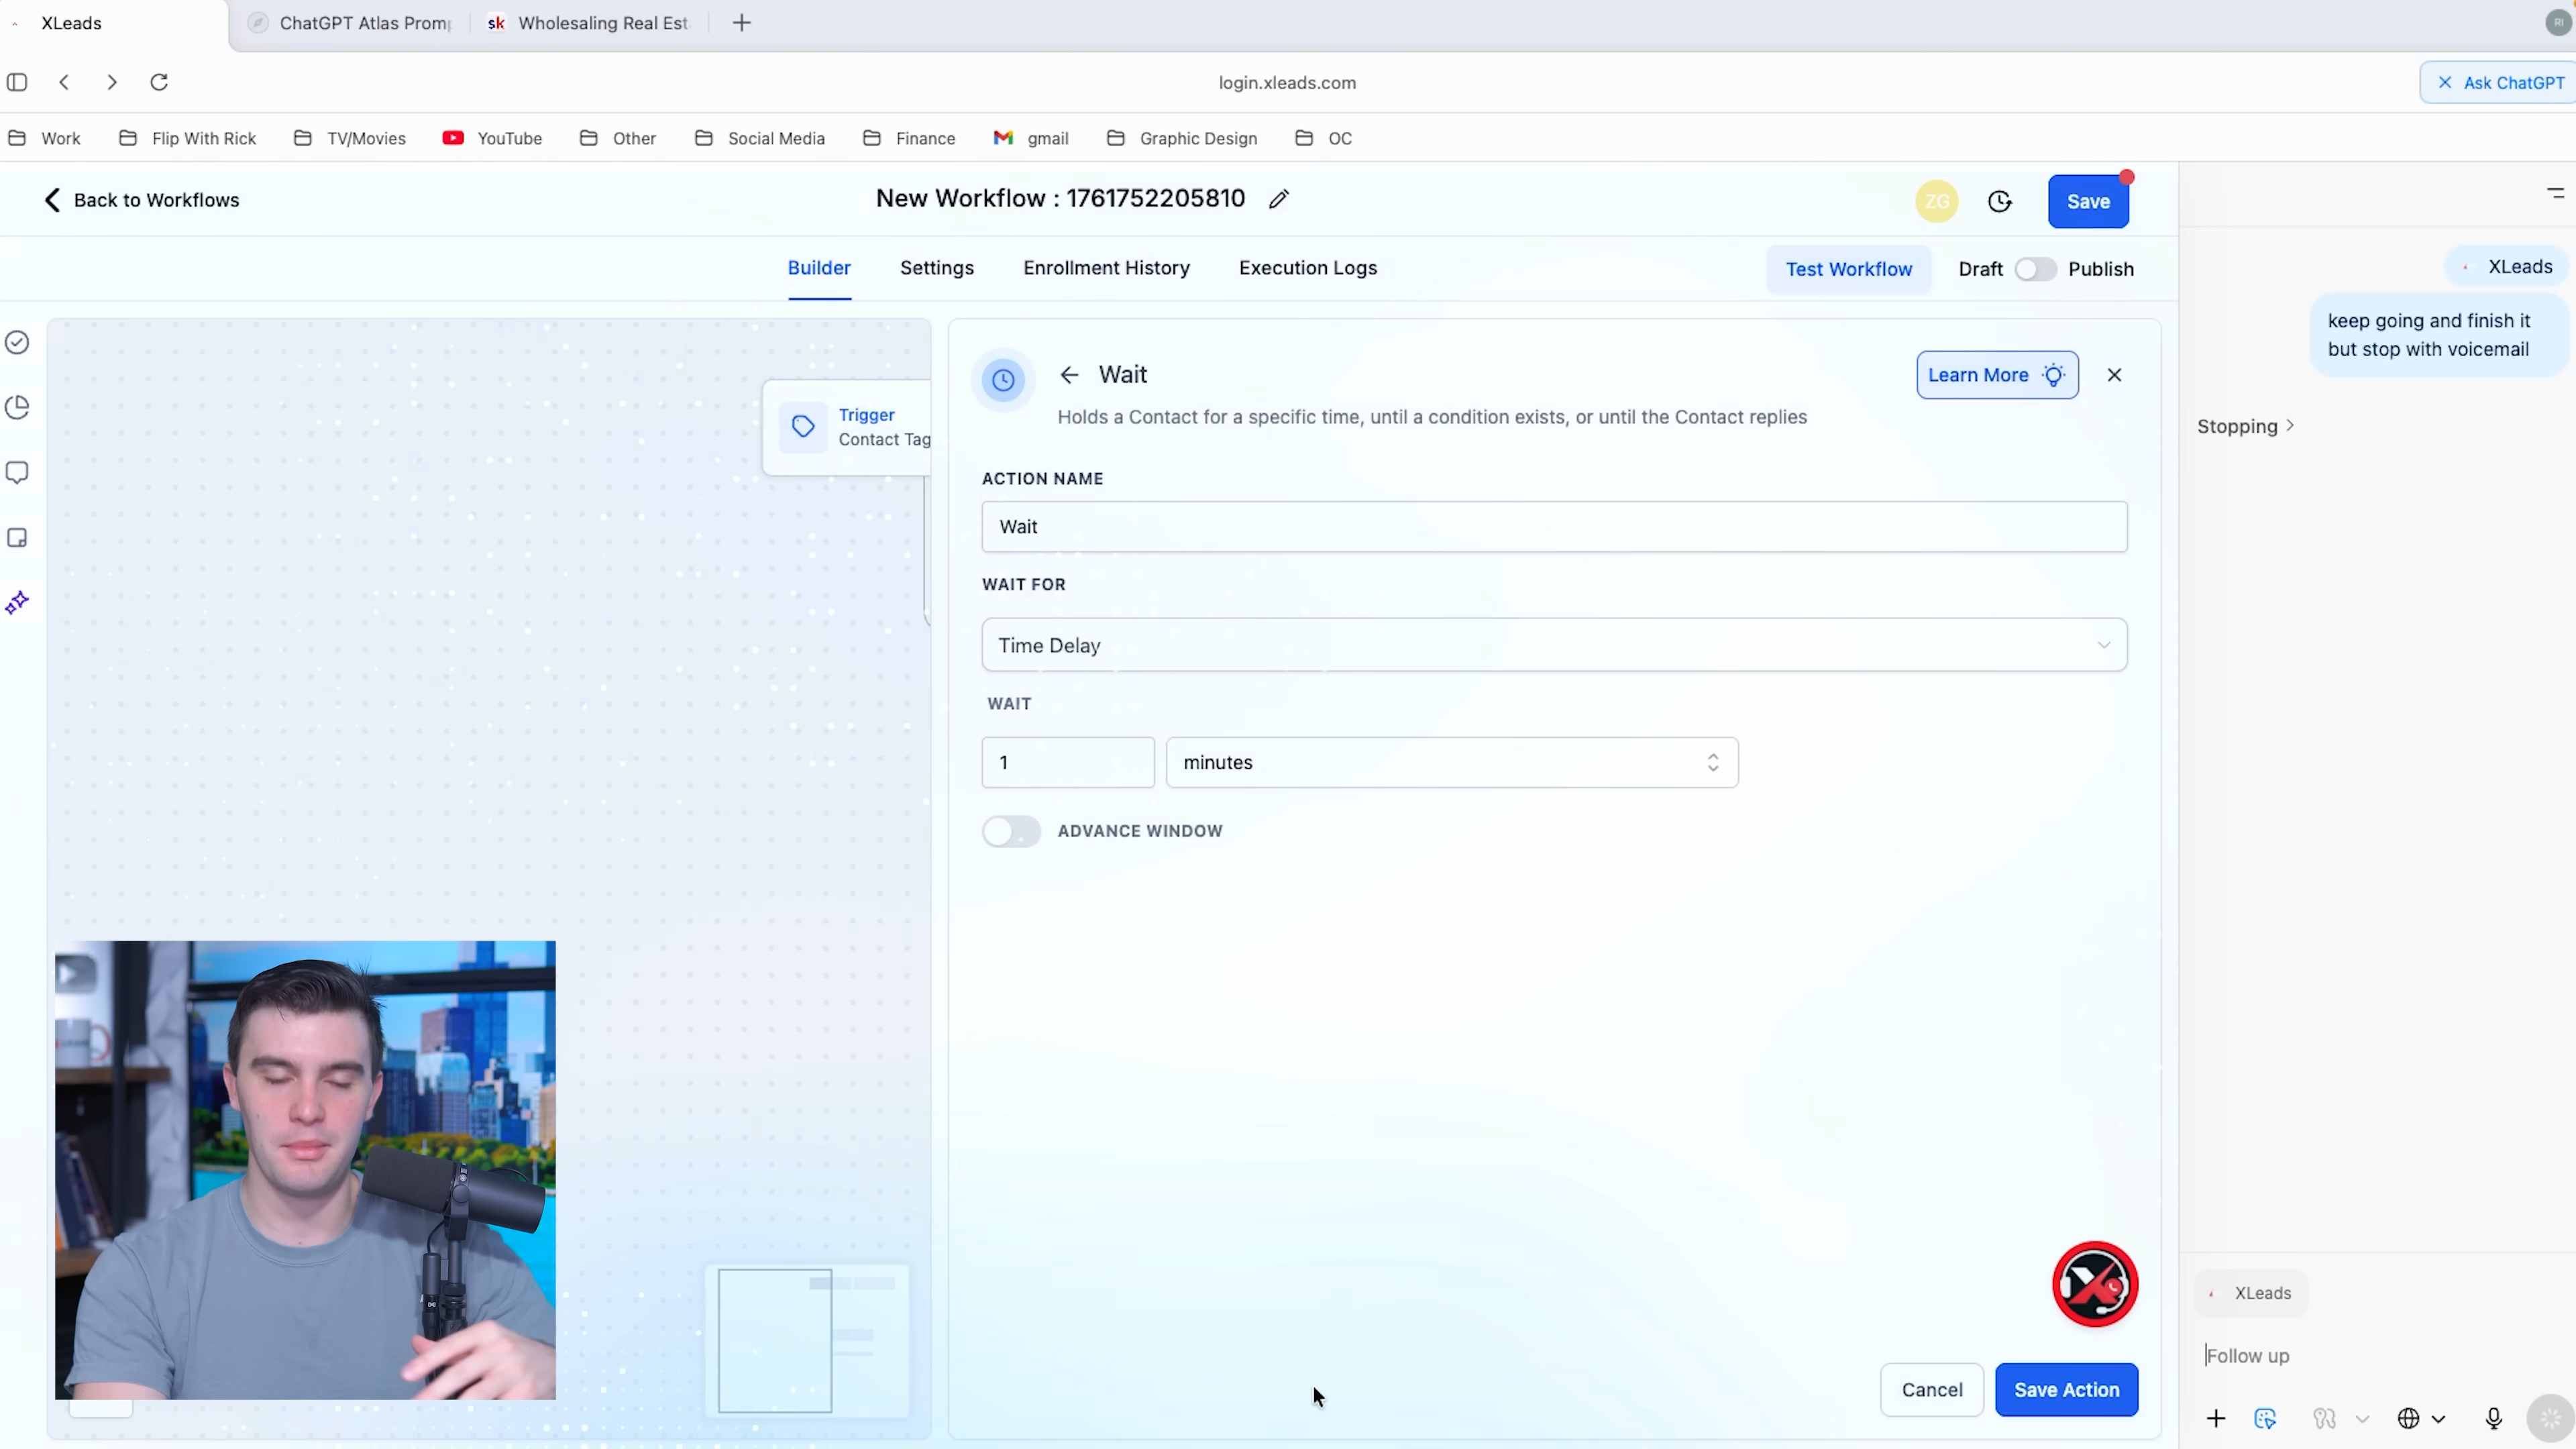 XLeads
ChatGPT Atlas Promp
sk Wholesaling Real Est
RI
login.xleads.com
Ask ChatGPT
Work
Flip With Rick
TV/Movies
YouTube
Other
Social Media
Finance
gmail
Graphic Design
OC
Back to Workflows
New Workflow : 1761752205810
ZG
Save
Builder
Settings
Enrollment History
Execution Logs
Test Workflow
Draft
Publish
XLeads
keep going and finish it
but stop with voicemail
Stopping
Trigger
Contact Tag
Wait
Learn More
Holds a Contact for a specific time, until a condition exists, or until the Contact replies
ACTION NAME
Wait
WAIT FOR
Time Delay
WAIT
1
minutes
ADVANCE WINDOW
X
Cancel
Save Action
XLeads
Follow up